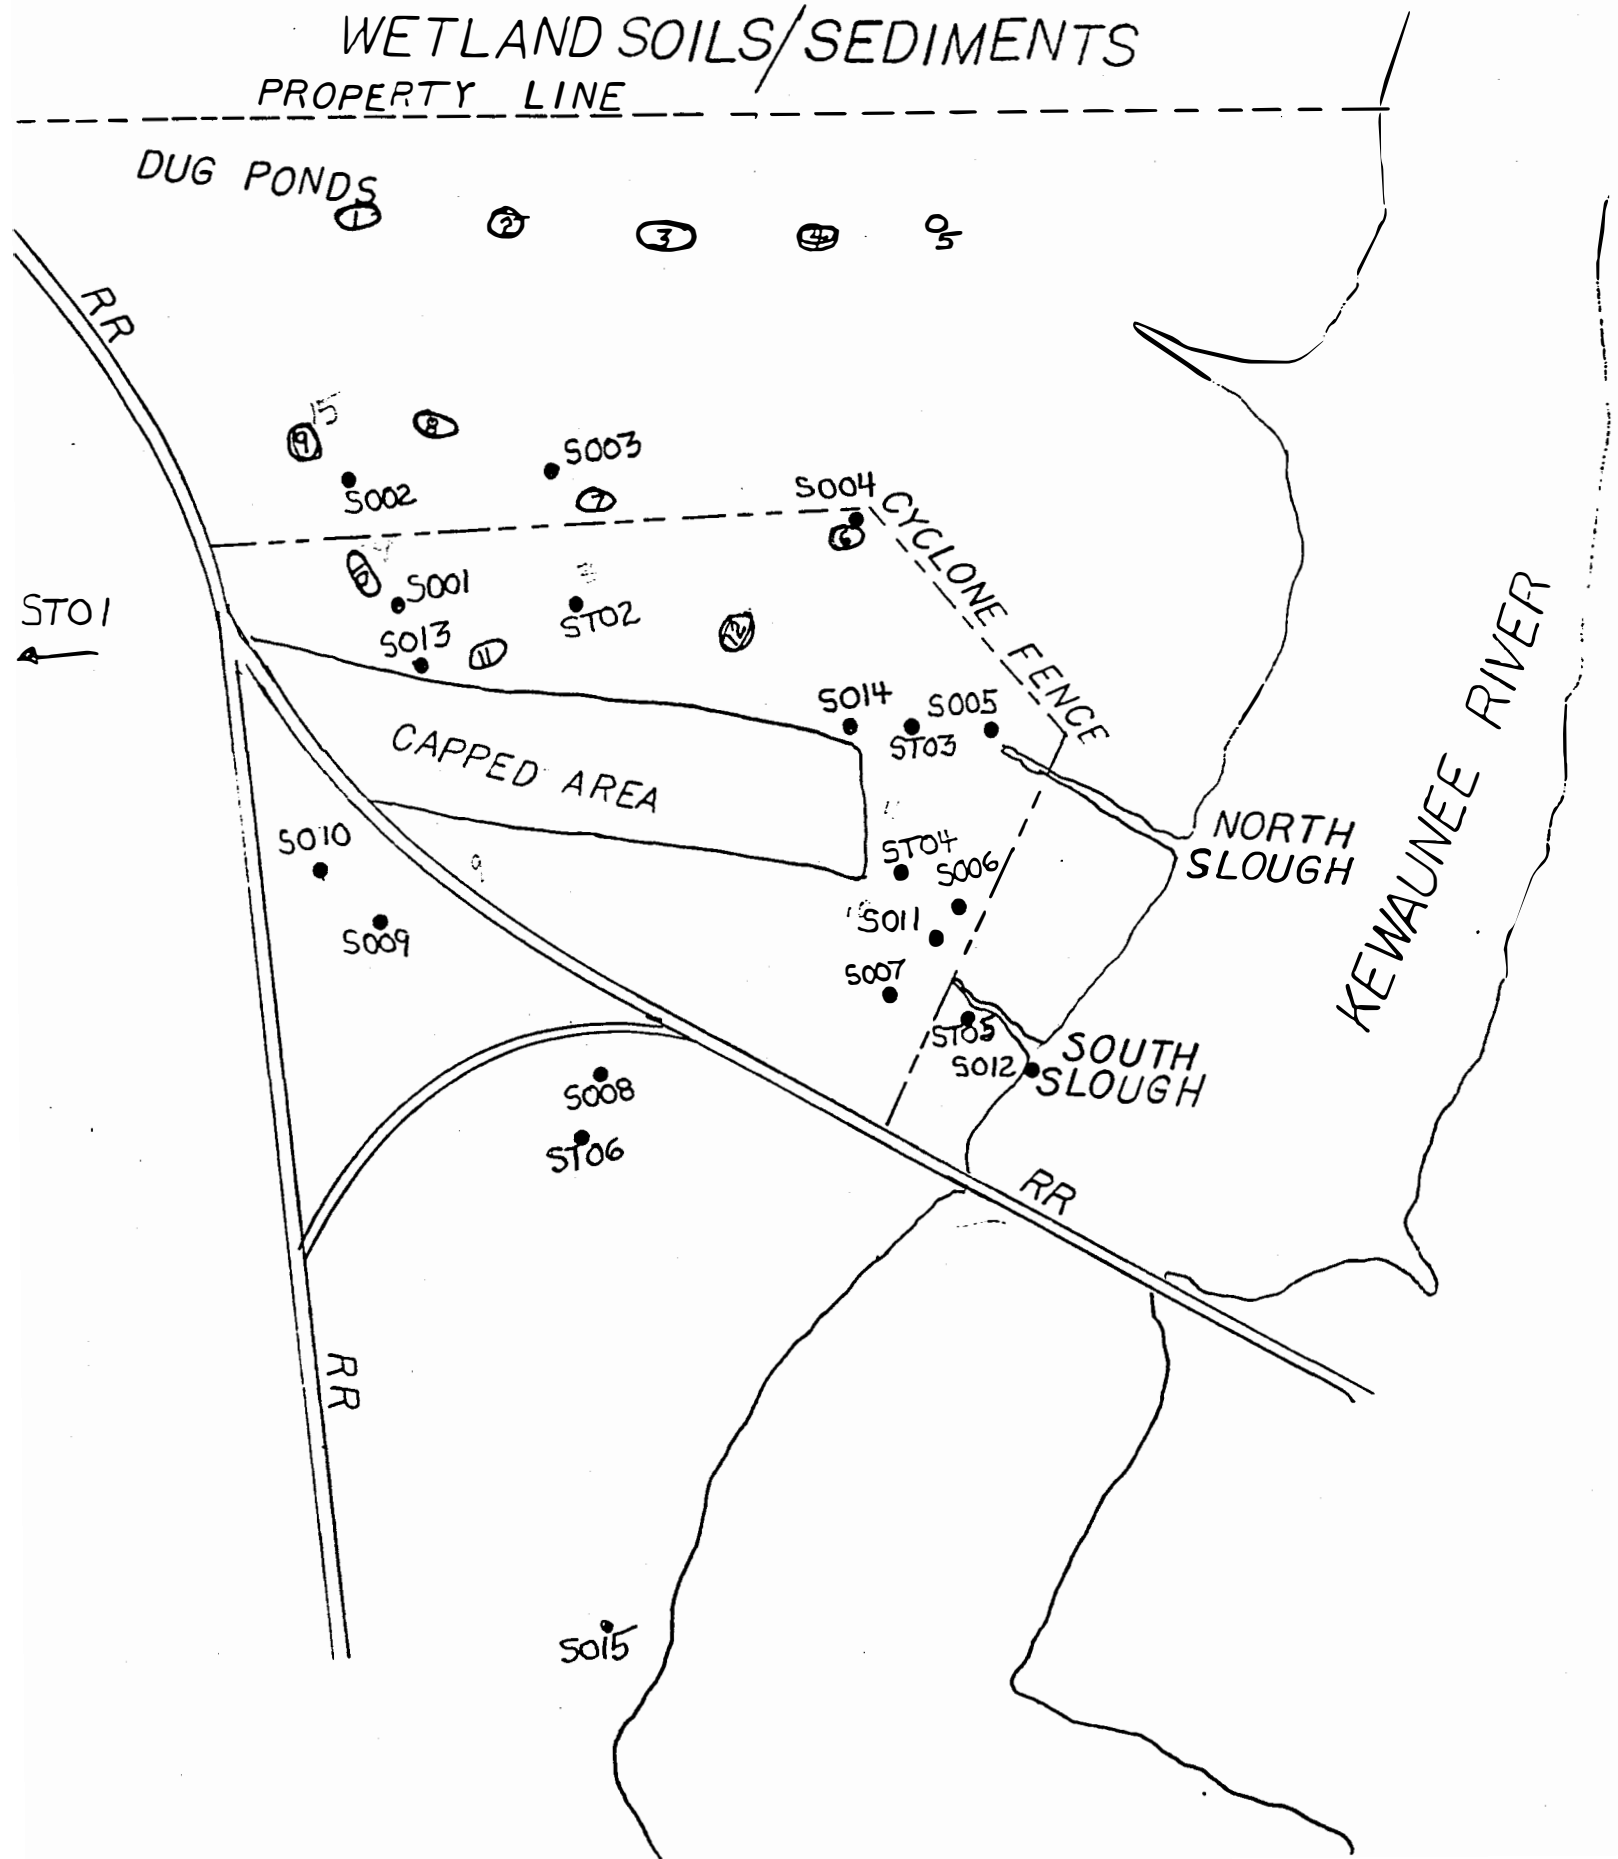 WETLAND SOILS/SEDIMENTS
PROPERTY LINE
DUG PONDS
1
2
3
4
5
RR
15
9
8
S003
S002
7
S004
6
CYCLONE FENCE
S001
ST02
ST01
S013
11
12
S014
S005
ST03
CAPPED AREA
NORTH
SLOUGH
KEWAUNEE RIVER
S010
9
ST04
S006
S011
S009
S007
ST05
SOUTH
SLOUGH
S012
S008
ST06
RR
RR
S015